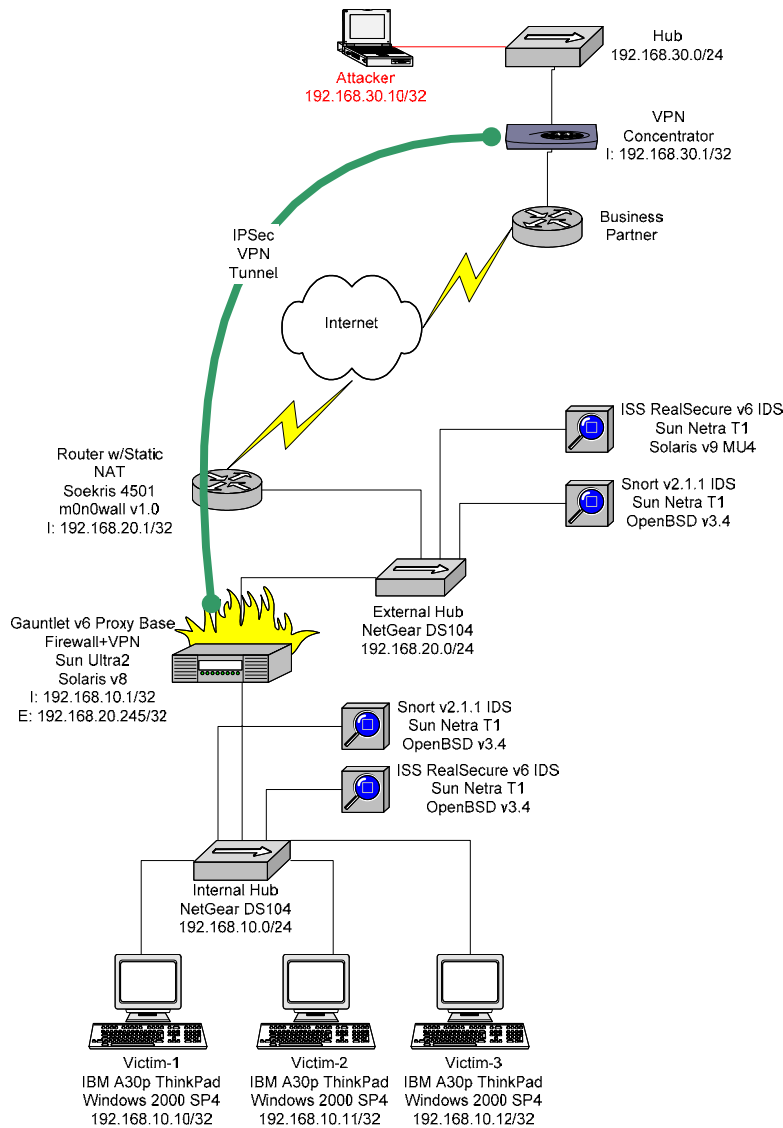 Hub
192.168.30.0/24
Attacker
192.168.30.10/32
VPN
Concentrator
I: 192.168.30.1/32
Business
Partner
IPSec
VPN
Tunnel
Internet
ISS RealSecure v6 IDS
Sun Netra T1
Solaris v9 MU4
Router w/Static
NAT
Soekris 4501
m0n0wall v1.0
I: 192.168.20.1/32
Snort v2.1.1 IDS
Sun Netra T1
OpenBSD v3.4
External Hub
NetGear DS104
192.168.20.0/24
Gauntlet v6 Proxy Base
Firewall+VPN
Sun Ultra2
Solaris v8
I: 192.168.10.1/32
E: 192.168.20.245/32
Snort v2.1.1 IDS
Sun Netra T1
OpenBSD v3.4
ISS RealSecure v6 IDS
Sun Netra T1
OpenBSD v3.4
Internal Hub
NetGear DS104
192.168.10.0/24
Victim-1
IBM A30p ThinkPad
Windows 2000 SP4
192.168.10.10/32
Victim-2
IBM A30p ThinkPad
Windows 2000 SP4
192.168.10.11/32
Victim-3
IBM A30p ThinkPad
Windows 2000 SP4
192.168.10.12/32